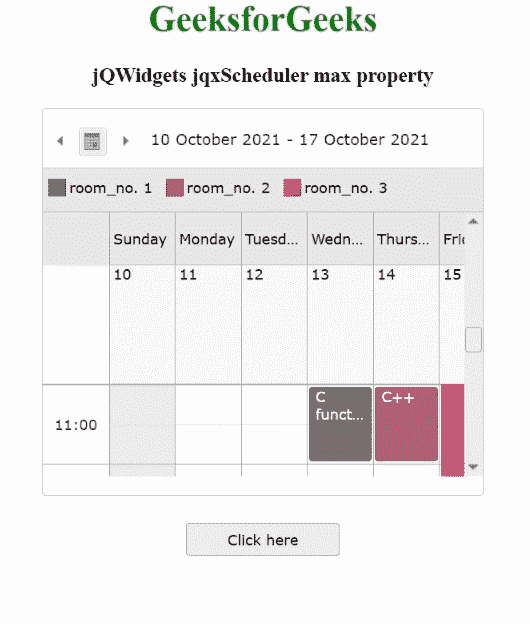 GeeksforGeeks
jQWidgets jqxScheduler max property
10 October 2021 - 17 October 2021
room_no. 1 room_no. 2 room_no. 3
Sunday Monday Tuesd... Wedn... Thurs... Fri
10 11 12 13 14 15
C C++
funct...
11:00
Click here